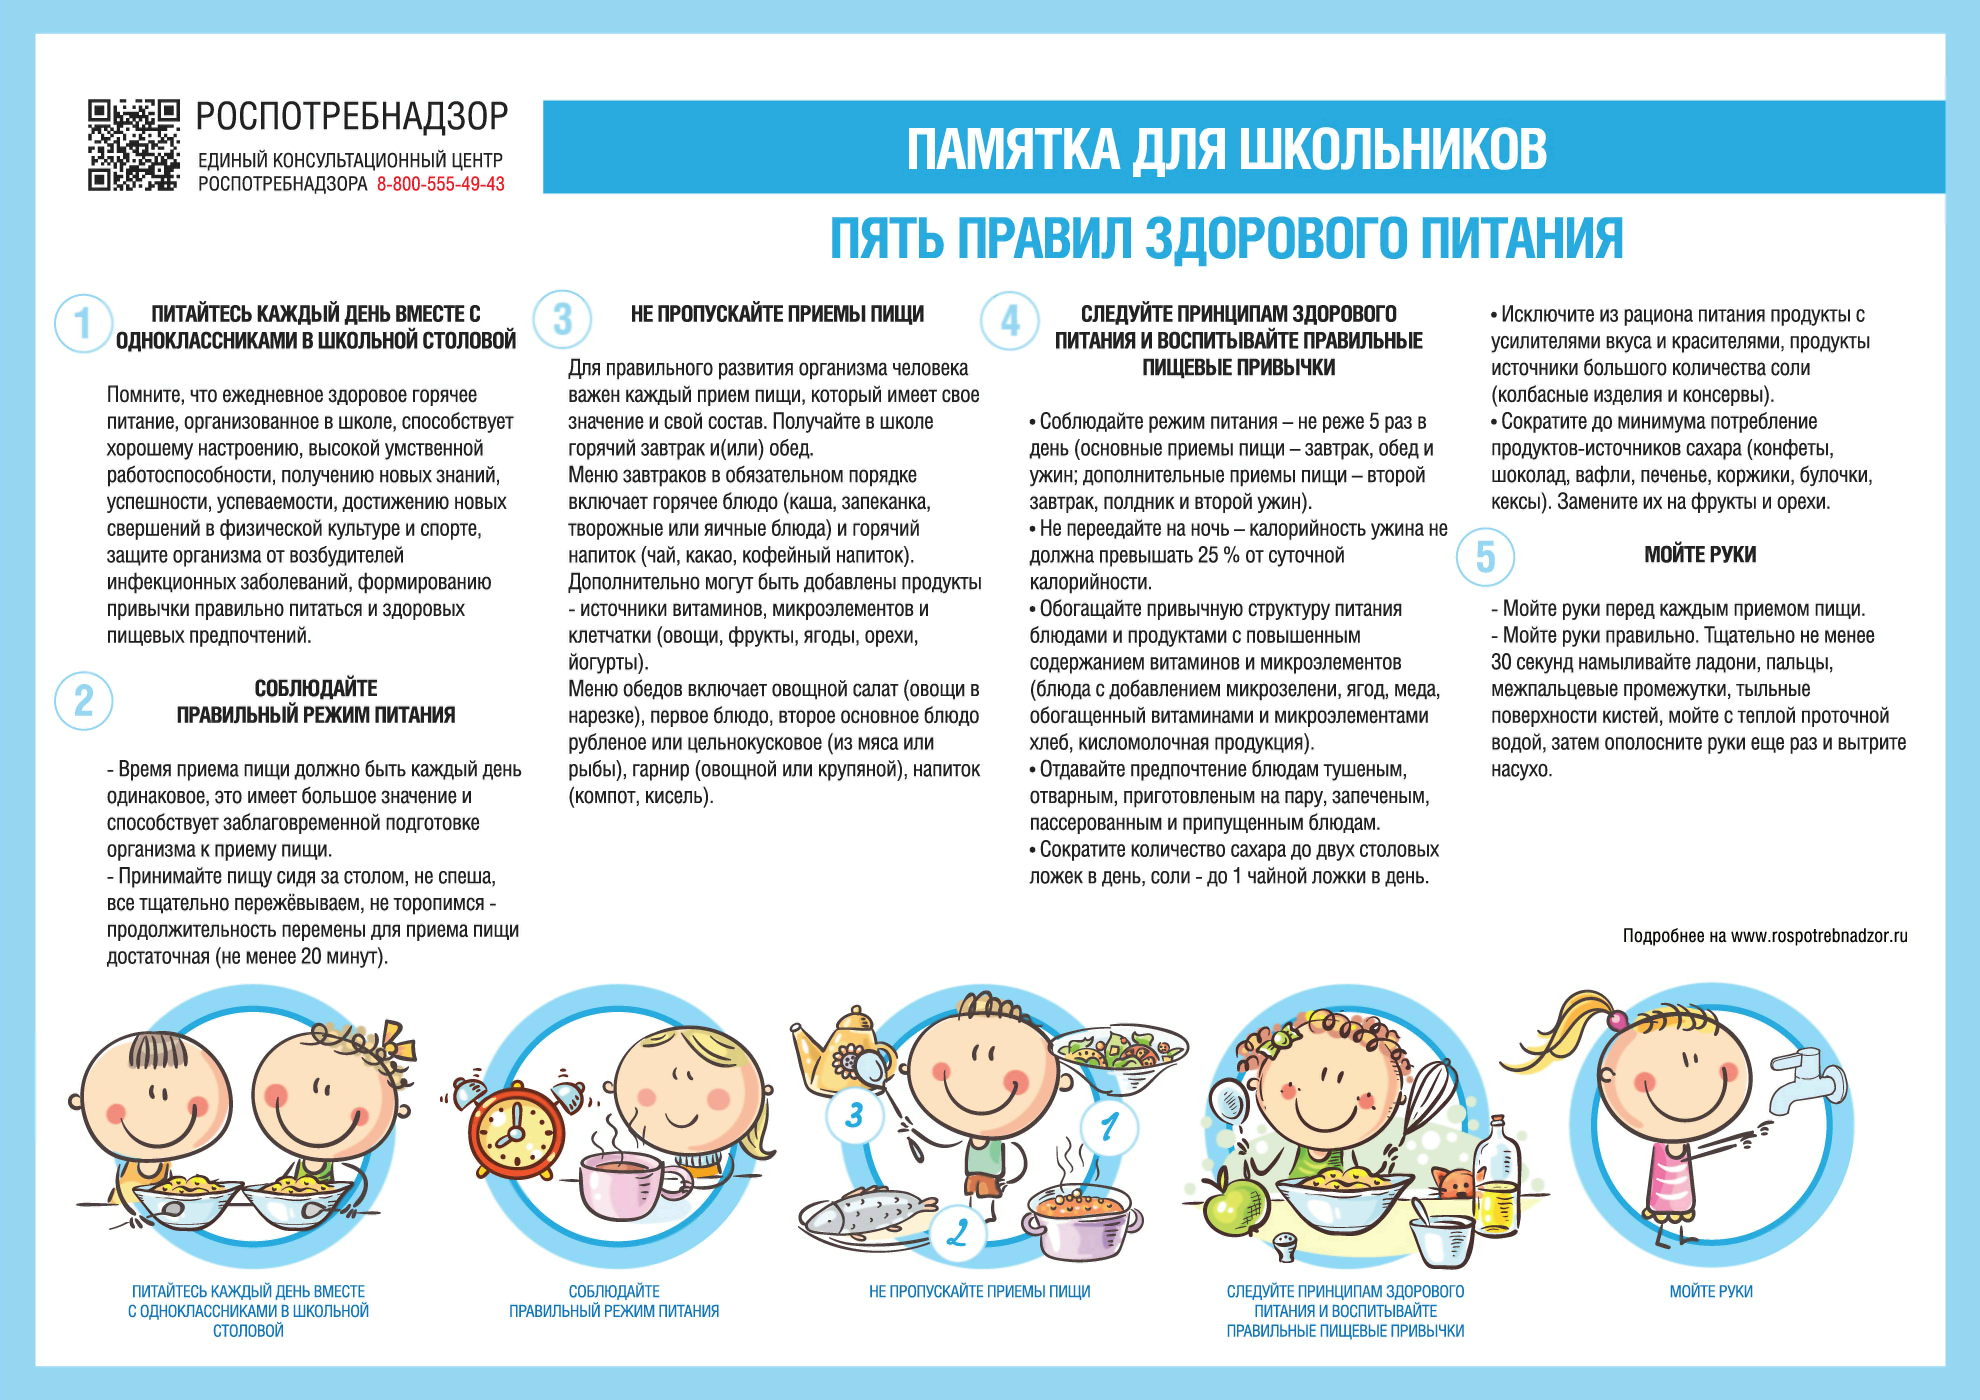 РОСПОТРЕБНАДЗОР
ЕДИНЫЙ КОНСУЛЬТАЦИОННЫЙ ЦЕНТР
РОСПОТРЕБНАДЗОРА 8-800-555-49-43
ПАМЯТКА ДЛЯ ШКОЛЬНИКОВ
ПЯТЬ ПРАВИЛ ЗДОРОВОГО ПИТАНИЯ
1
ПИТАЙТЕСЬ КАЖДЫЙ ДЕНЬ ВМЕСТЕ С
ОДНОКЛАССНИКАМИ В ШКОЛЬНОЙ СТОЛОВОЙ
Помните, что ежедневное здоровое горячее
питание, организованное в школе, способствует
хорошему настроению, высокой умственной
работоспособности, получению новых знаний,
успешности, успеваемости, достижению новых
свершений в физической культуре и спорте,
защите организма от возбудителей
инфекционных заболеваний, формированию
привычки правильно питаться и здоровых
пищевых предпочтений.
2
СОБЛЮДАЙТЕ
ПРАВИЛЬНЫЙ РЕЖИМ ПИТАНИЯ
- Время приема пищи должно быть каждый день
одинаковое, это имеет большое значение и
способствует заблаговременной подготовке
организма к приему пищи.
- Принимайте пищу сидя за столом, не спеша,
все тщательно пережёвываем, не торопимся -
продолжительность перемены для приема пищи
достаточная (не менее 20 минут).
3
НЕ ПРОПУСКАЙТЕ ПРИЕМЫ ПИЩИ
Для правильного развития организма человека
важен каждый прием пищи, который имеет свое
значение и свой состав. Получайте в школе
горячий завтрак и(или) обед.
Меню завтраков в обязательном порядке
включает горячее блюдо (каша, запеканка,
творожные или яичные блюда) и горячий
напиток (чай, какао, кофейный напиток).
Дополнительно могут быть добавлены продукты
- источники витаминов, микроэлементов и
клетчатки (овощи, фрукты, ягоды, орехи,
йогурты).
Меню обедов включает овощной салат (овощи в
нарезке), первое блюдо, второе основное блюдо
рубленое или цельнокусковое (из мяса или
рыбы), гарнир (овощной или крупяной), напиток
(компот, кисель).
4
СЛЕДУЙТЕ ПРИНЦИПАМ ЗДОРОВОГО
ПИТАНИЯ И ВОСПИТЫВАЙТЕ ПРАВИЛЬНЫЕ
ПИЩЕВЫЕ ПРИВЫЧКИ
• Соблюдайте режим питания – не реже 5 раз в
день (основные приемы пищи – завтрак, обед и
ужин; дополнительные приемы пищи – второй
завтрак, полдник и второй ужин).
• Не переедайте на ночь – калорийность ужина не
должна превышать 25 % от суточной
калорийности.
• Обогащайте привычную структуру питания
блюдами и продуктами с повышенным
содержанием витаминов и микроэлементов
(блюда с добавлением микрозелени, ягод, меда,
обогащенный витаминами и микроэлементами
хлеб, кисломолочная продукция).
• Отдавайте предпочтение блюдам тушеным,
отварным, приготовленым на пару, запеченым,
пассерованным и припущенным блюдам.
• Сократите количество сахара до двух столовых
ложек в день, соли - до 1 чайной ложки в день.
• Исключите из рациона питания продукты с
усилителями вкуса и красителями, продукты
источники большого количества соли
(колбасные изделия и консервы).
• Сократите до минимума потребление
продуктов-источников сахара (конфеты,
шоколад, вафли, печенье, коржики, булочки,
кексы). Замените их на фрукты и орехи.
5
МОЙТЕ РУКИ
- Мойте руки перед каждым приемом пищи.
- Мойте руки правильно. Тщательно не менее
30 секунд намыливайте ладони, пальцы,
межпальцевые промежутки, тыльные
поверхности кистей, мойте с теплой проточной
водой, затем ополосните руки еще раз и вытрите
насухо.
Подробнее на www.rospotrebnadzor.ru
3
1
2
ПИТАЙТЕСЬ КАЖДЫЙ ДЕНЬ ВМЕСТЕ
С ОДНОКЛАССНИКАМИ В ШКОЛЬНОЙ
СТОЛОВОЙ
СОБЛЮДАЙТЕ
ПРАВИЛЬНЫЙ РЕЖИМ ПИТАНИЯ
НЕ ПРОПУСКАЙТЕ ПРИЕМЫ ПИЩИ
СЛЕДУЙТЕ ПРИНЦИПАМ ЗДОРОВОГО
ПИТАНИЯ И ВОСПИТЫВАЙТЕ
ПРАВИЛЬНЫЕ ПИЩЕВЫЕ ПРИВЫЧКИ
МОЙТЕ РУКИ